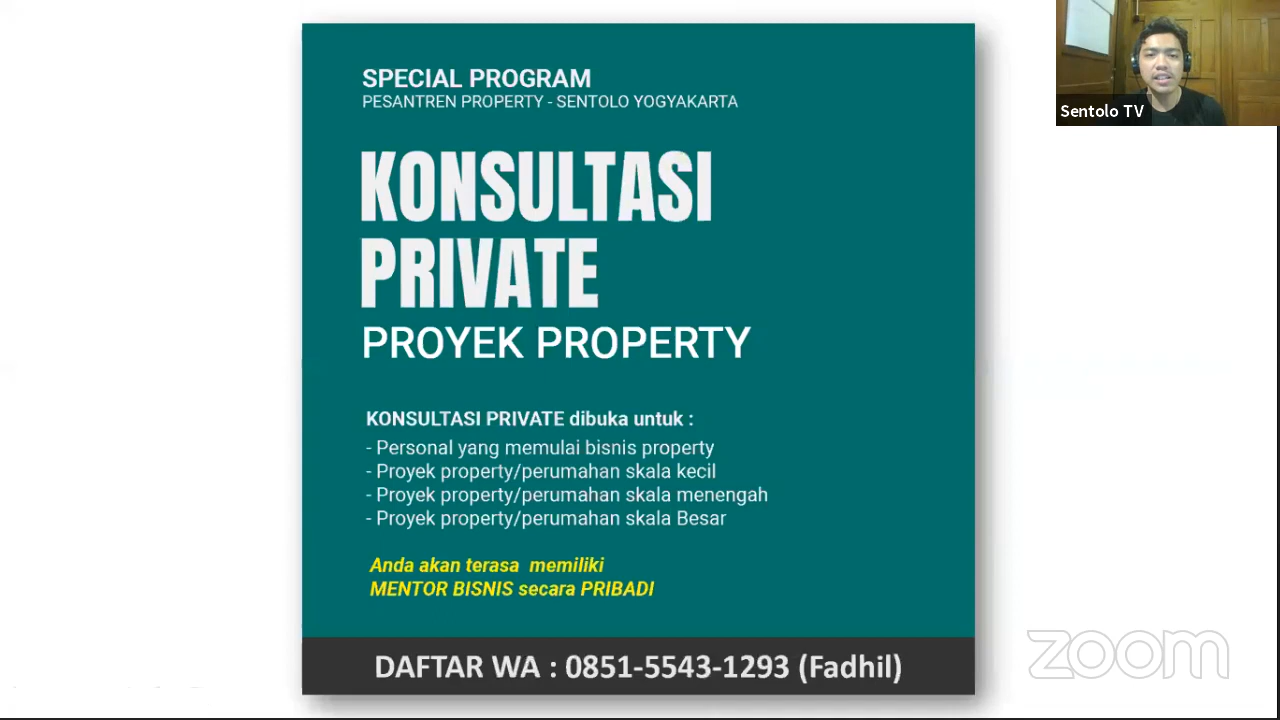 SPECIAL PROGRAM
PESANTREN PROPERTY - SENTOLO YOGYAKARTA
KONSULTASI
PRIVATE
PROYEK PROPERTY
KONSULTASI PRIVATE dibuka untuk :
- Personal yang memulai bisnis property
- Proyek property/perumahan skala kecil
- Proyek property/perumahan skala menengah
- Proyek property/perumahan skala Besar
Anda akan terasa memiliki
MENTOR BISNIS secara PRIBADI
DAFTAR WA : 0851-5543-1293 (Fadhil)
Sentolo TV
zoom